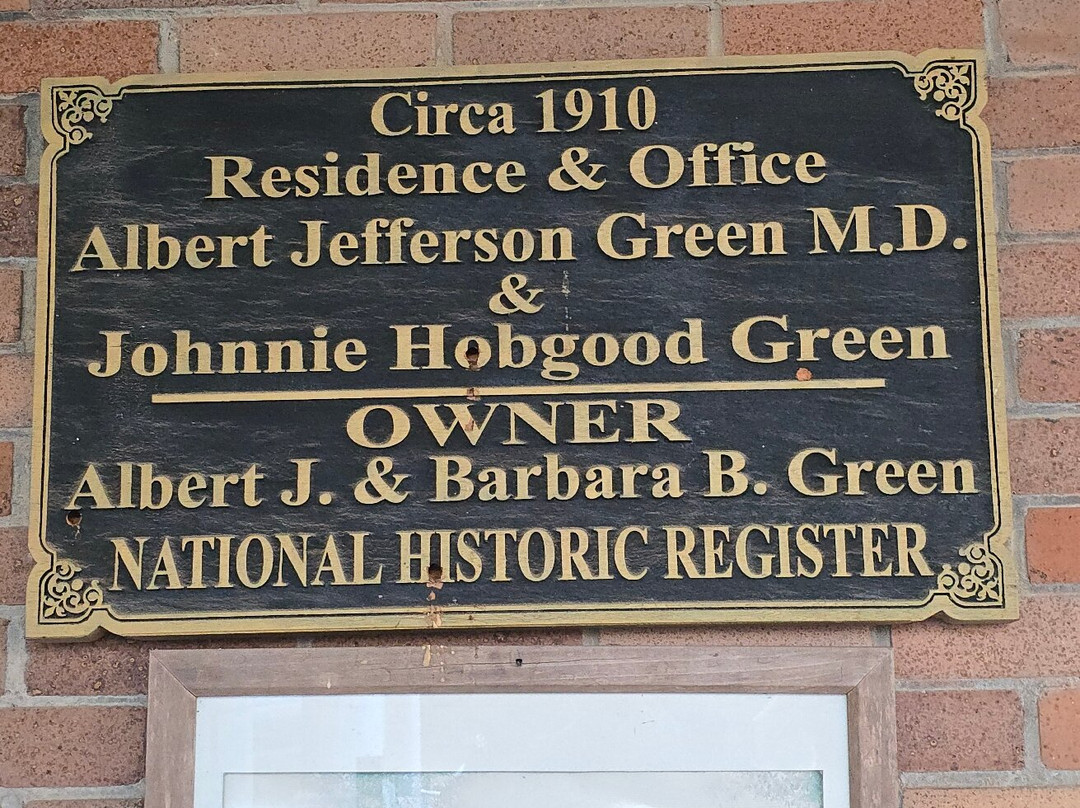 Circa 1910
Residence & Office
Albert Jefferson Green M.D.
&
Johnnie Hobgood Green
OWNER
Albert J. & Barbara B. Green
NATIONAL HISTORIC REGISTER